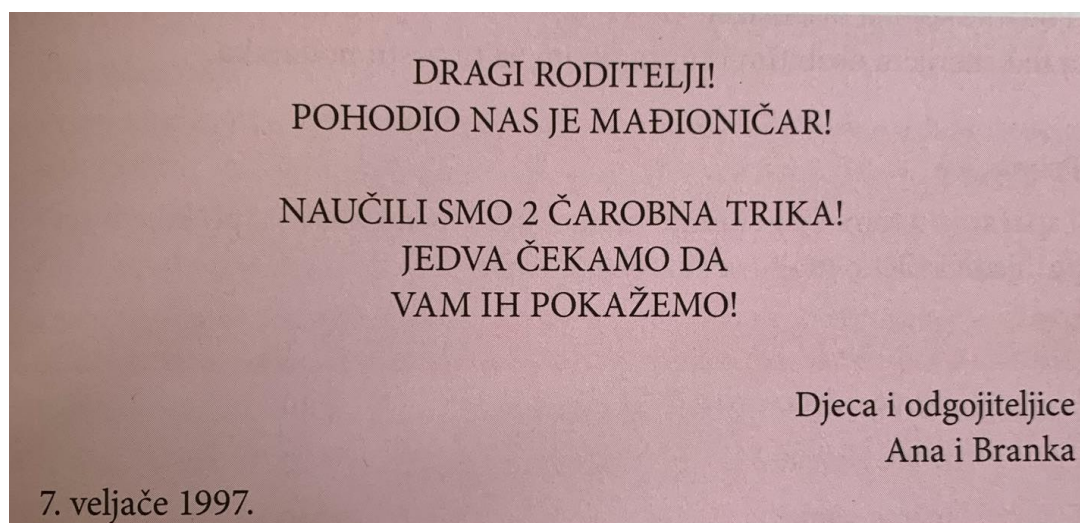 DRAGI RODITELJI!
POHODIO NAS JE MAĐIONIČAR!
NAUČILI SMO 2 ČAROBNA TRIKA!
JEDVA ČEKAMO DA
VAM IH POKAŽEMO!
Djeca i odgojiteljice
Ana i Branka
7. veljače 1997.